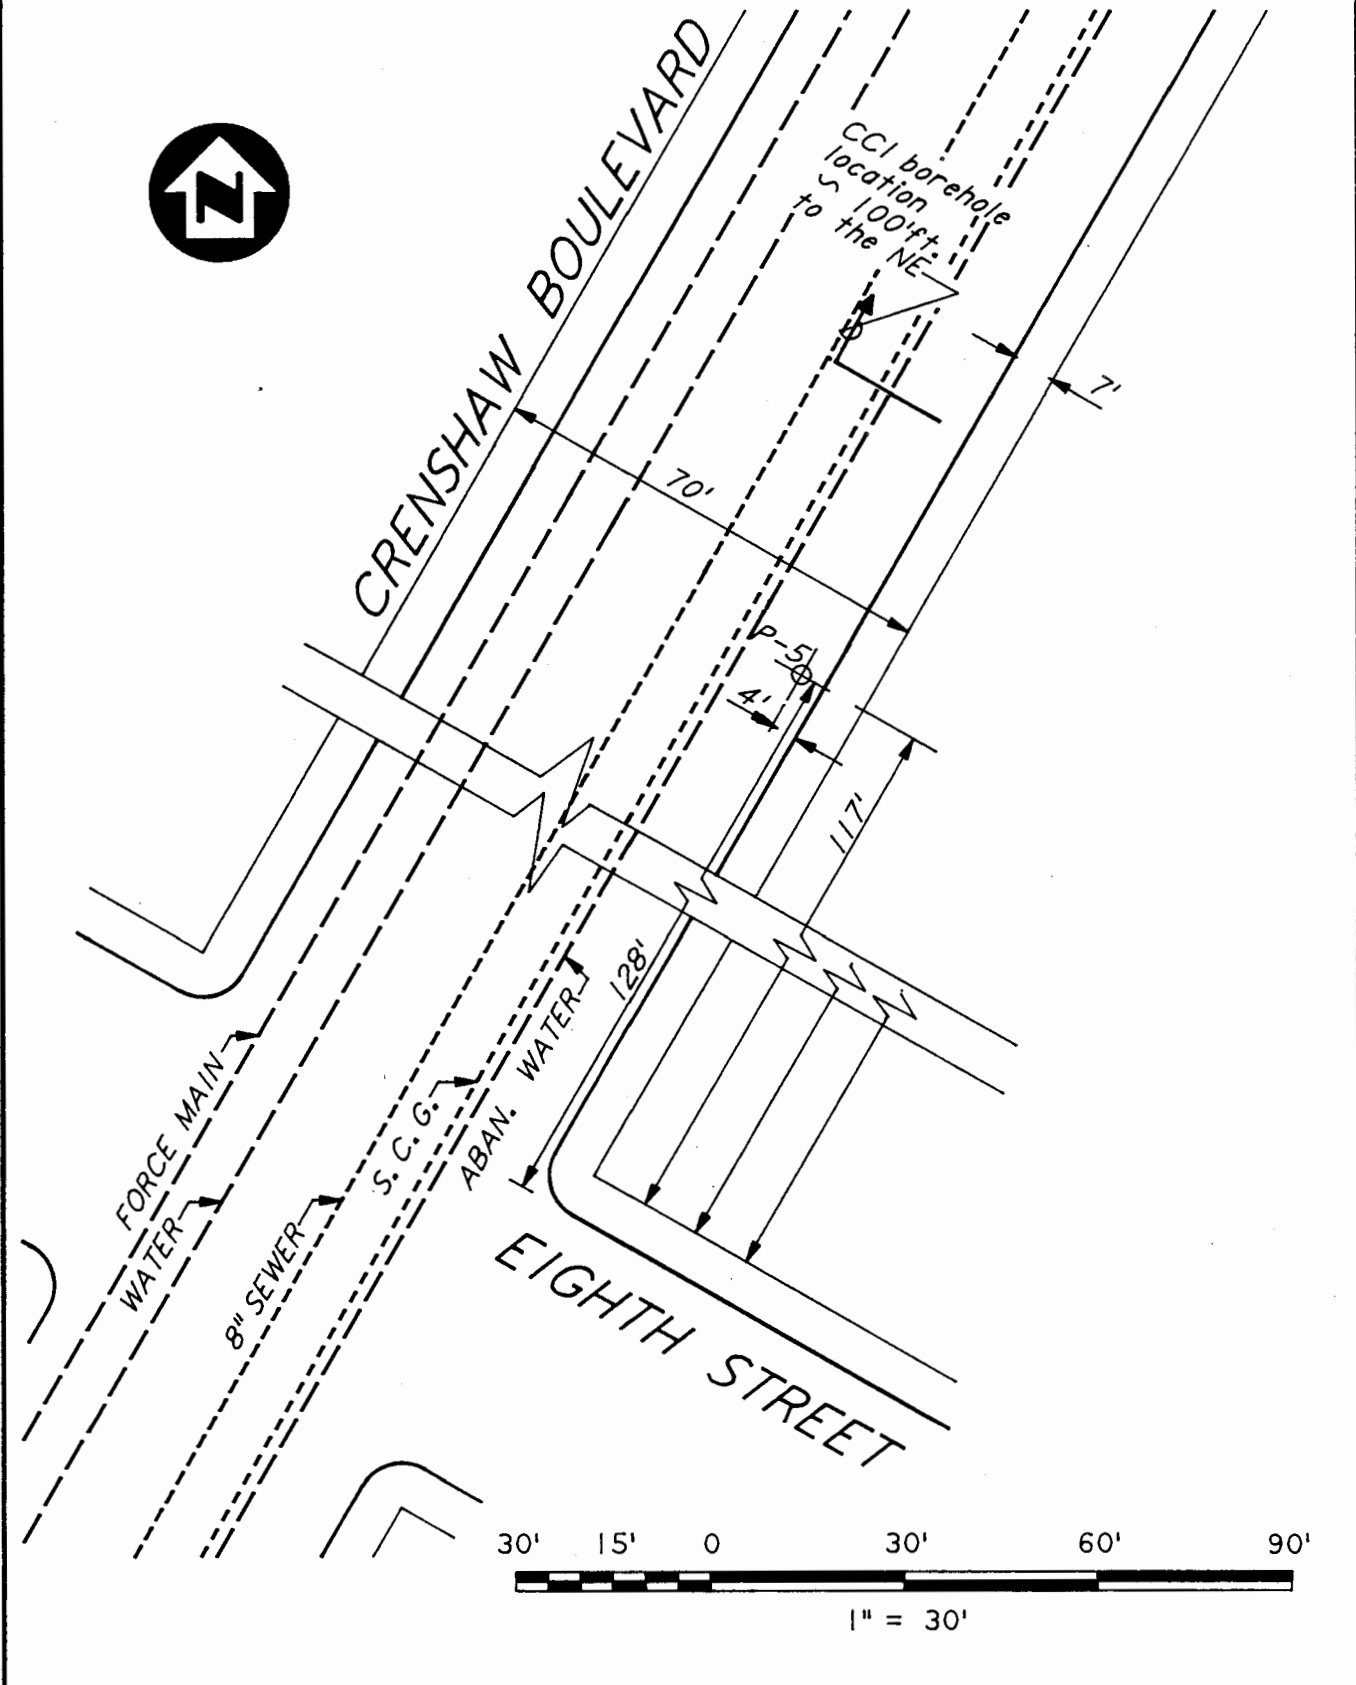 CRENSHAW BOULEVARD
N
CCI borehole
location
~ 100'ft.
to the NE
7'
70'
P-5
4'
117'
128'
FORCE MAIN
WATER
8" SEWER
S. C. G.
ABAN. WATER
EIGHTH STREET
30' 15' 0 30' 60' 90'
1" = 30'